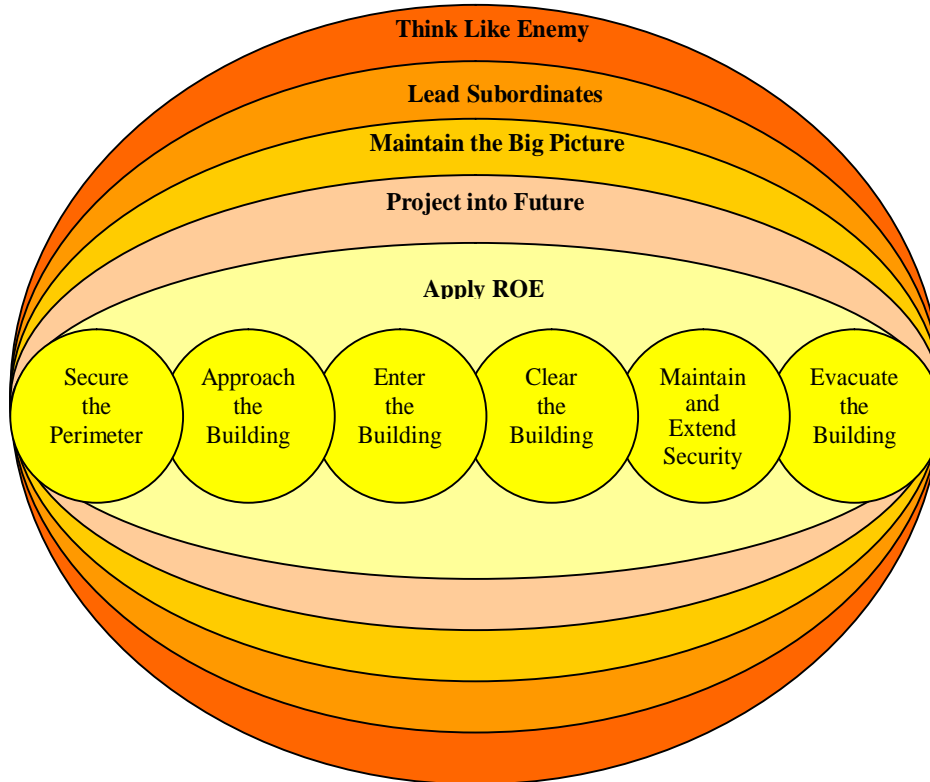 Think Like Enemy
Lead Subordinates
Maintain the Big Picture
Project into Future
Apply ROE
Secure
the
Perimeter
Approach
the
Building
Enter
the
Building
Clear
the
Building
Maintain
and
Extend
Security
Evacuate
the
Building